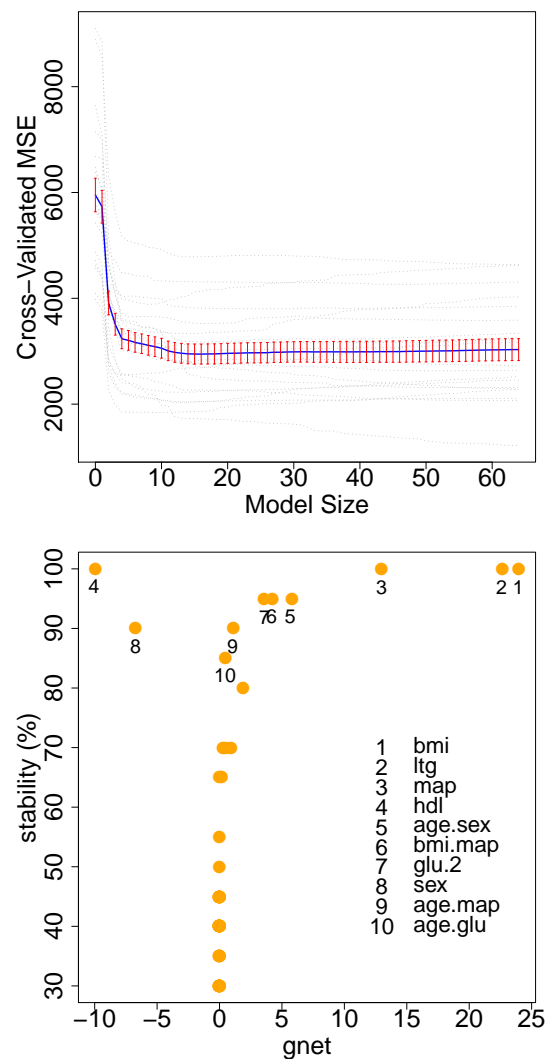 8000
6000
4000
2000
Cross-Validated MSE
0 10 20 30 40 50 60
Model Size
100
90
80
70
60
50
40
30
stability (%)
4
3
2 1
8
7 6 5
9
10
1 bmi
2 ltg
3 map
4 hdl
5 age.sex
6 bmi.map
7 glu.2
8 sex
9 age.map
10 age.glu
−10 −5 0 5 10 15 20 25
gnet